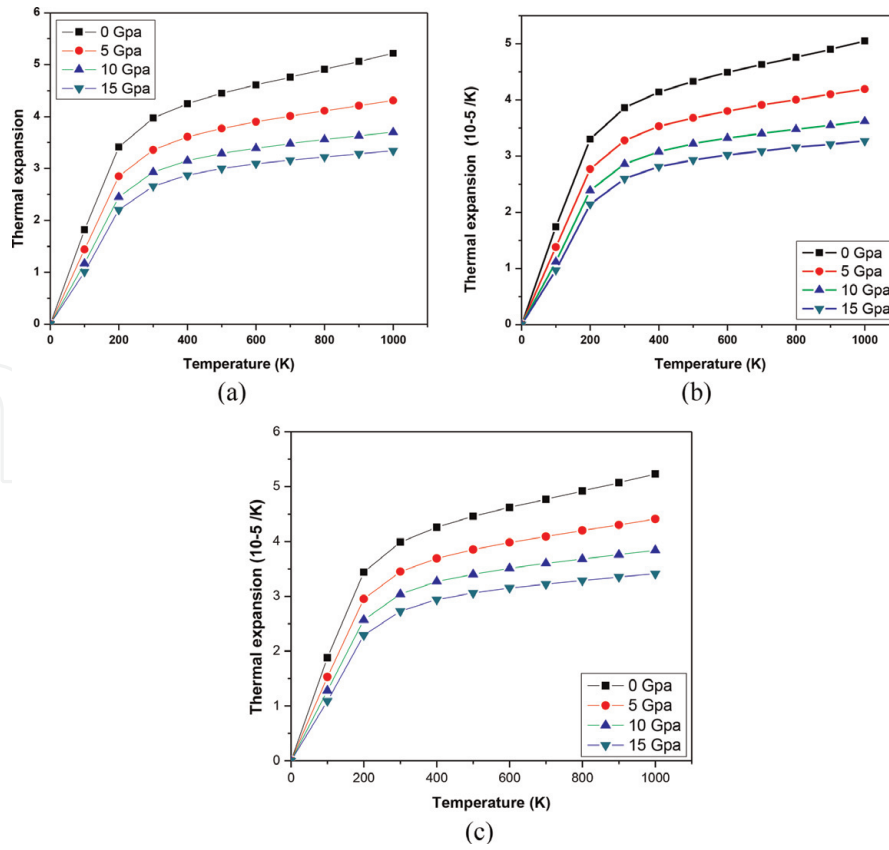 6
5
4
3
2
1
0
Thermal expansion
0 Gpa
5 Gpa
10 Gpa
15 Gpa
0 200 400 600 800 1000
Temperature (K)
(a)
5
4
3
2
1
0
Thermal expansion (10-5 /K)
0 Gpa
5 Gpa
10 Gpa
15 Gpa
0 200 400 600 800 1000
Temperature (K)
(b)
6
5
4
3
2
1
0
Thermal expansion (10-5 /K)
0 Gpa
5 Gpa
10 Gpa
15 Gpa
0 200 400 600 800 1000
Temperature (K)
(c)